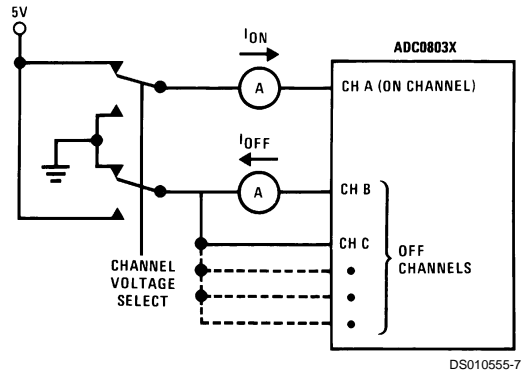 5V
ION
ADC0803X
A
CH A (ON CHANNEL)
IOFF
A
CH B
CH C
OFF
CHANNELS
CHANNEL
VOLTAGE
SELECT
DS010555-7